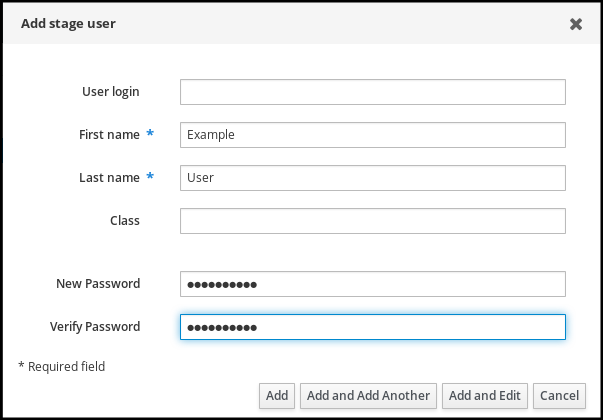 Add stage user
User login
First name * Example
Last name * User
Class
New Password ●●●●●●●●●●
Verify Password ●●●●●●●●●●
* Required field
Add Add and Add Another Add and Edit Cancel